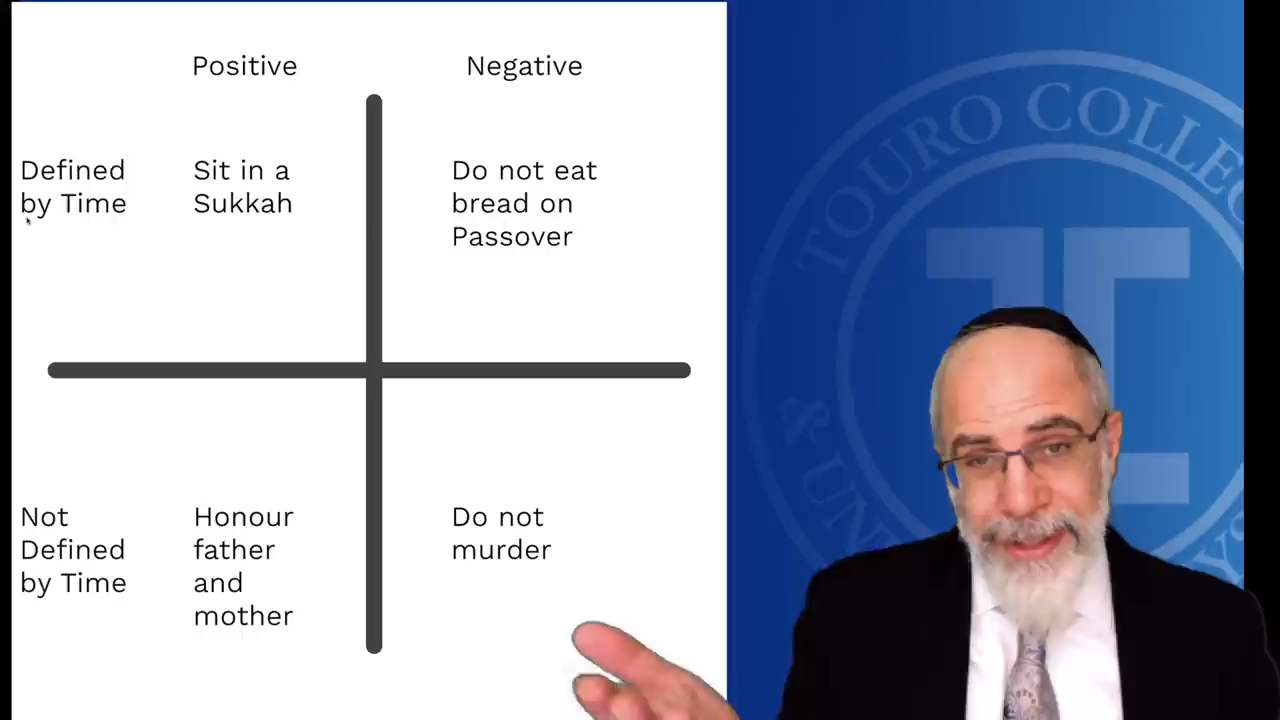 Positive
Negative
Defined
by Time
Sit in a
Sukkah
Do not eat
bread on
Passover
Not
Defined
by Time
Honour
father
and
mother
Do not
murder
TOURO COLLEGE
&